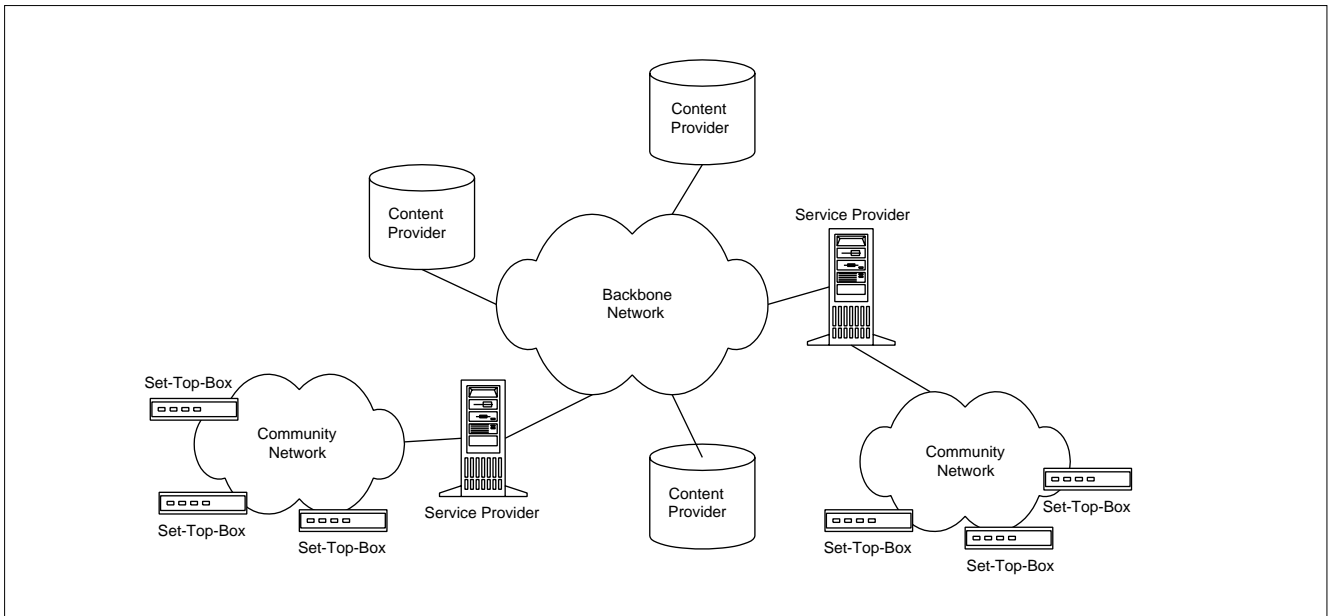 Content
Provider
Content
Provider
Service Provider
Backbone
Network
Set-Top-Box
Community
Network
Community
Network
Set-Top-Box
Content
Provider
Service Provider
Set-Top-Box
Set-Top-Box
Set-Top-Box
Set-Top-Box